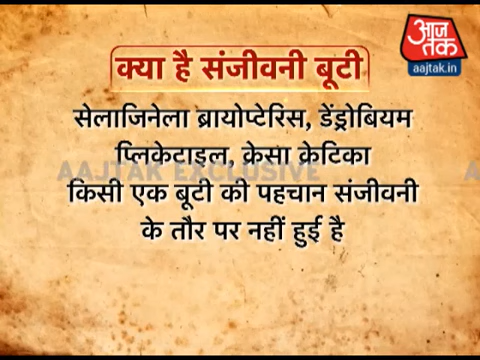 आज
तक
aajtak.in
क्या है संजीवनी बूटी
सेलाजिनेला ब्रायोप्टेरिस, डेंड्रोबियम
प्लिकेटाइल, क्रेसा क्रेटिका
AAJTAK EXCLUSIVE
किसी एक बूटी की पहचान संजीवनी
के तौर पर नहीं हुई है